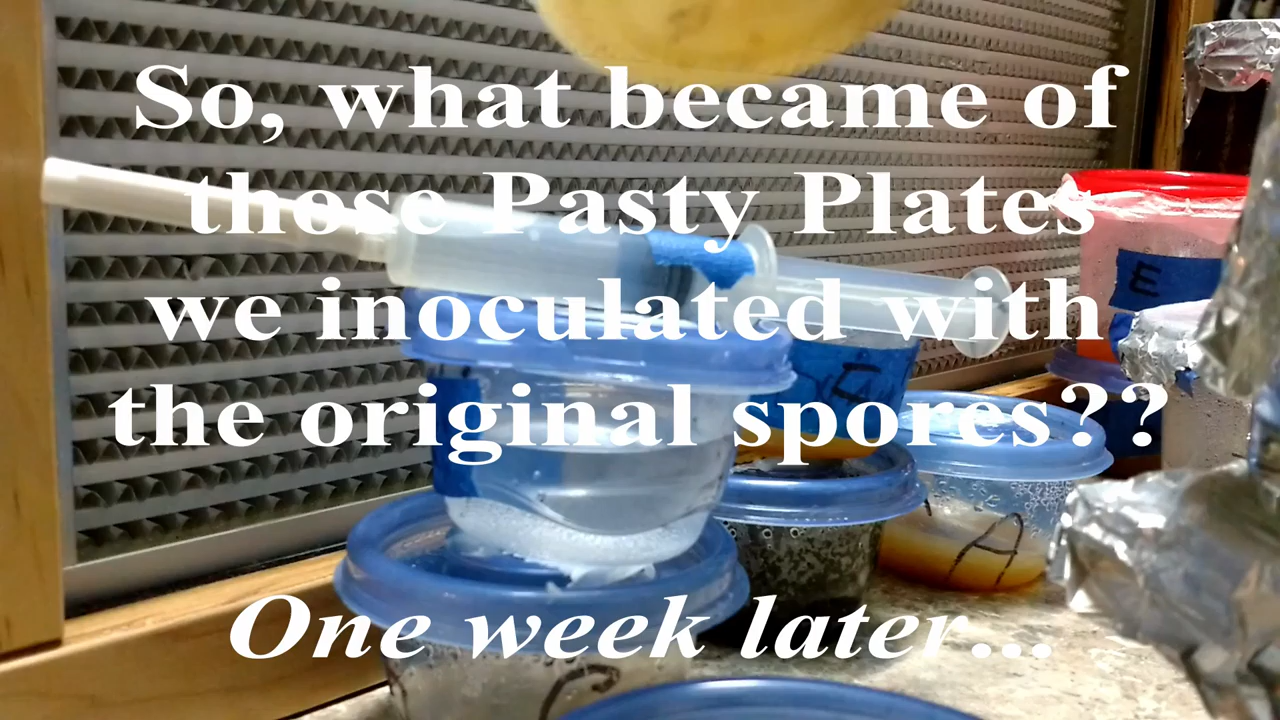 So, what became of
those Pasty Plates
we inoculated with
the original spores??
One week later...
E
A
C